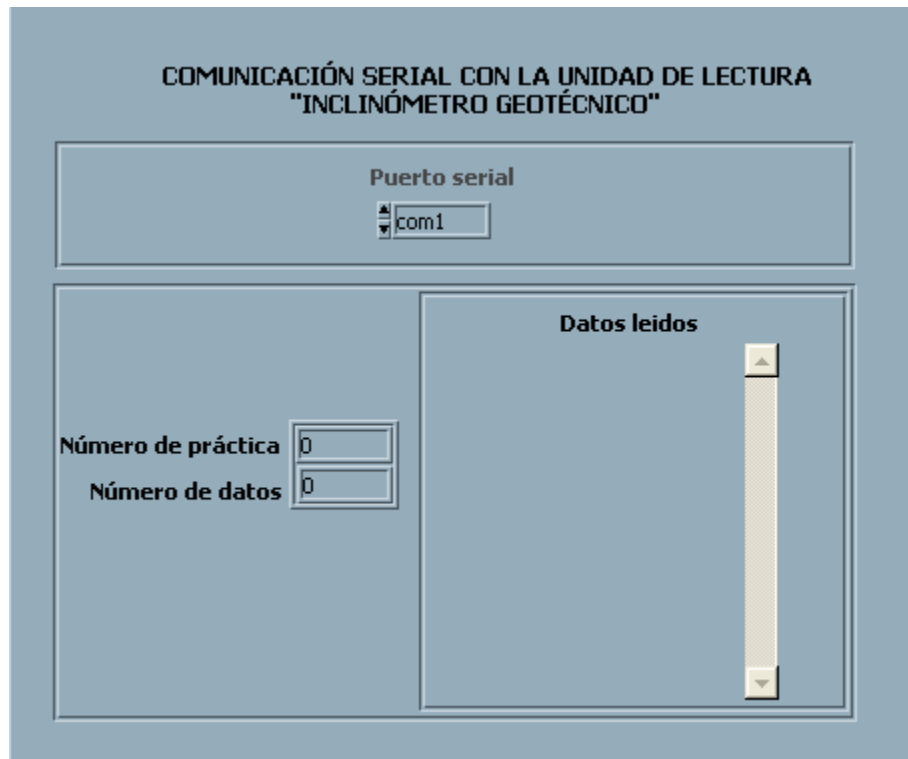 COMUNICACIÓN SERIAL CON LA UNIDAD DE LECTURA
"INCLINÓMETRO GEOTÉCNICO"
Puerto serial
com1
Datos leidos
Número de práctica 0
Número de datos 0